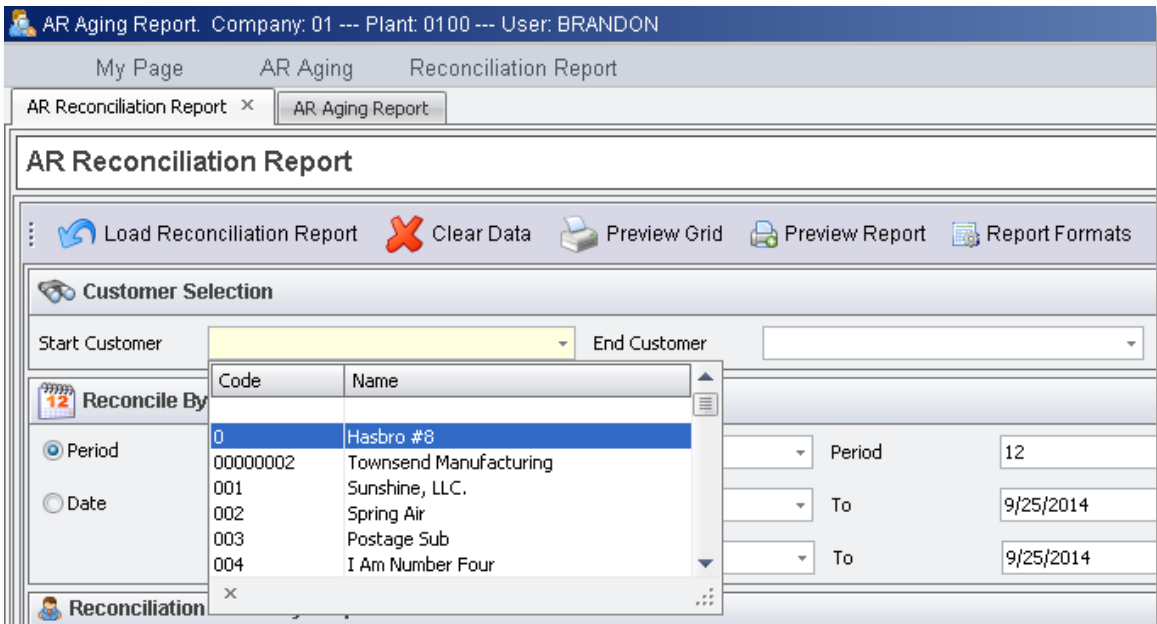 AR Aging Report. Company: 01 --- Plant: 0100 --- User: BRANDON
My Page AR Aging Reconciliation Report
AR Reconciliation Report × AR Aging Report
AR Reconciliation Report
Load Reconciliation Report Clear Data Preview Grid Preview Report Report Formats
Customer Selection
Start Customer End Customer
Code Name
12 Reconcile By
0 Hasbro #8
Period Period 12
00000002 Townsend Manufacturing
001 Sunshine, LLC.
Date To 9/25/2014
002 Spring Air
003 Postage Sub
004 I Am Number Four
To 9/25/2014
×
Reconciliation